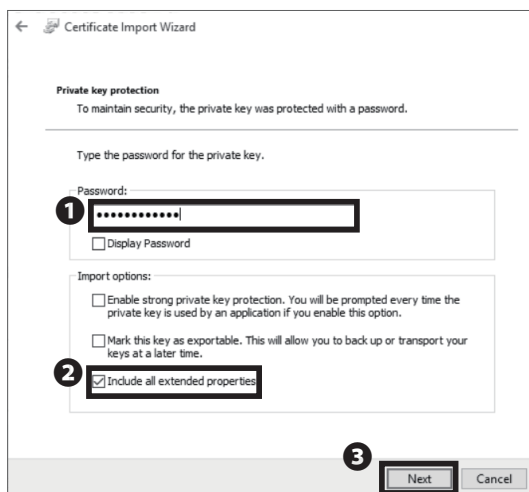 ← Certificate Import Wizard
Private key protection
To maintain security, the private key was protected with a password.
Type the password for the private key.
Password:
❶ ••••••••••••
Display Password
Import options:
Enable strong private key protection. You will be prompted every time the
private key is used by an application if you enable this option.
Mark this key as exportable. This will allow you to back up or transport your
keys at a later time.
❷ Include all extended properties
❸
Next Cancel